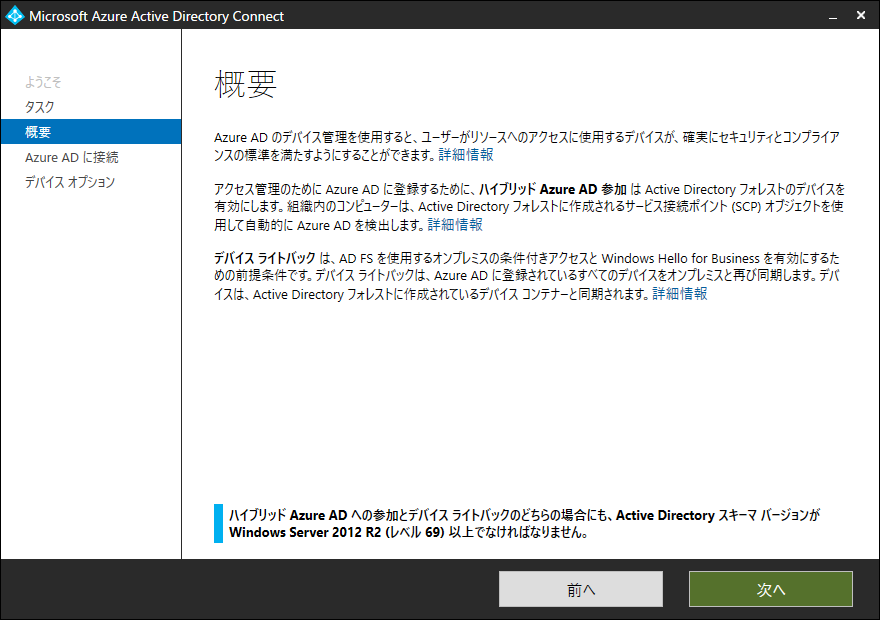 Microsoft Azure Active Directory Connect
ようこそ
タスク
概要
Azure AD に接続
デバイス オプション
概要
Azure AD のデバイス管理を使用すると、ユーザーがリソースへのアクセスに使用するデバイスが、確実にセキュリティとコンプライア
ンスの標準を満たすようにすることができます。詳細情報
アクセス管理のために Azure AD に登録するために、ハイブリッド Azure AD 参加 は Active Directory フォレストのデバイスを
有効にします。組織内のコンピューターは、Active Directory フォレストに作成されるサービス接続ポイント (SCP) オブジェクトを使
用して自動的に Azure AD を検出します。詳細情報
デバイス ライトバック は、AD FS を使用するオンプレミスの条件付きアクセスと Windows Hello for Business を有効にするた
めの前提条件です。デバイス ライトバックは、Azure AD に登録されているすべてのデバイスをオンプレミスと再び同期します。デバ
イスは、Active Directory フォレストに作成されているデバイス コンテナーと同期されます。詳細情報
ハイブリッド Azure AD への参加とデバイス ライトバックのどちらの場合にも、Active Directory スキーマ バージョンが
Windows Server 2012 R2 (レベル 69) 以上でなければなりません。
前へ
次へ